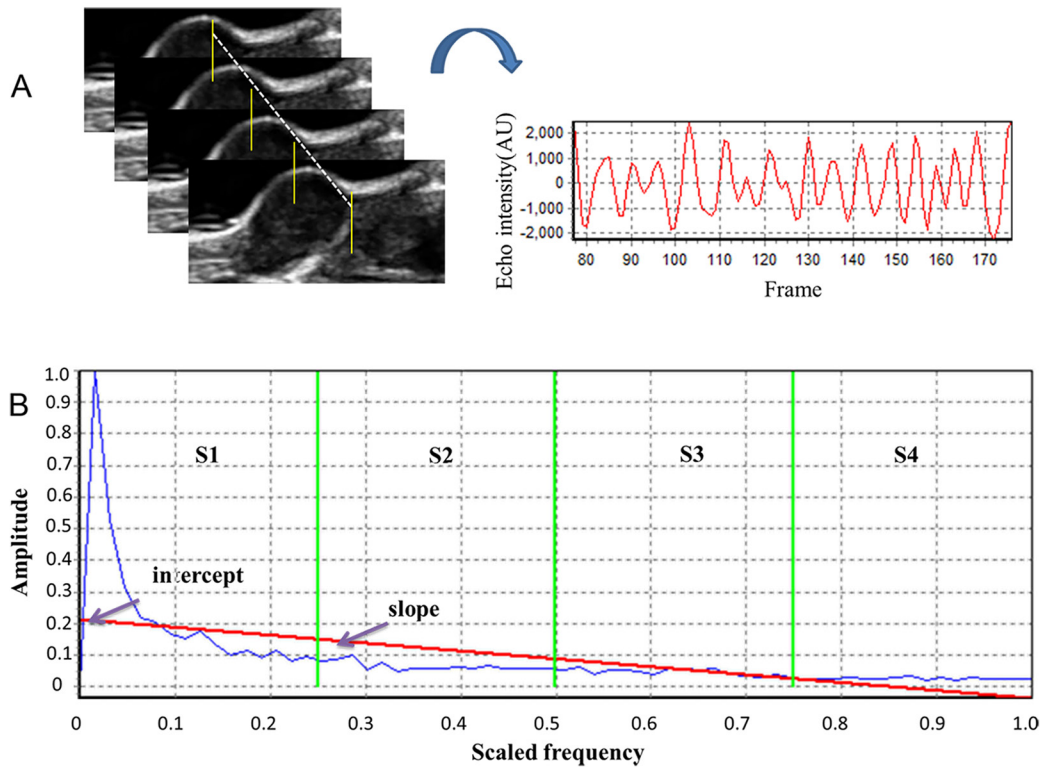 A
Echo intensity(AU)
2,000
1,000
0
-1,000
-2,000
80 90 100 110 120 130 140 150 160 170
Frame
B
Amplitude
1.0
0.9
0.8
0.7
0.6
0.5
0.4
0.3
0.2
0.1
0
S1 S2 S3 S4
intercept
slope
0 0.1 0.2 0.3 0.4 0.5 0.6 0.7 0.8 0.9 1.0
Scaled frequency